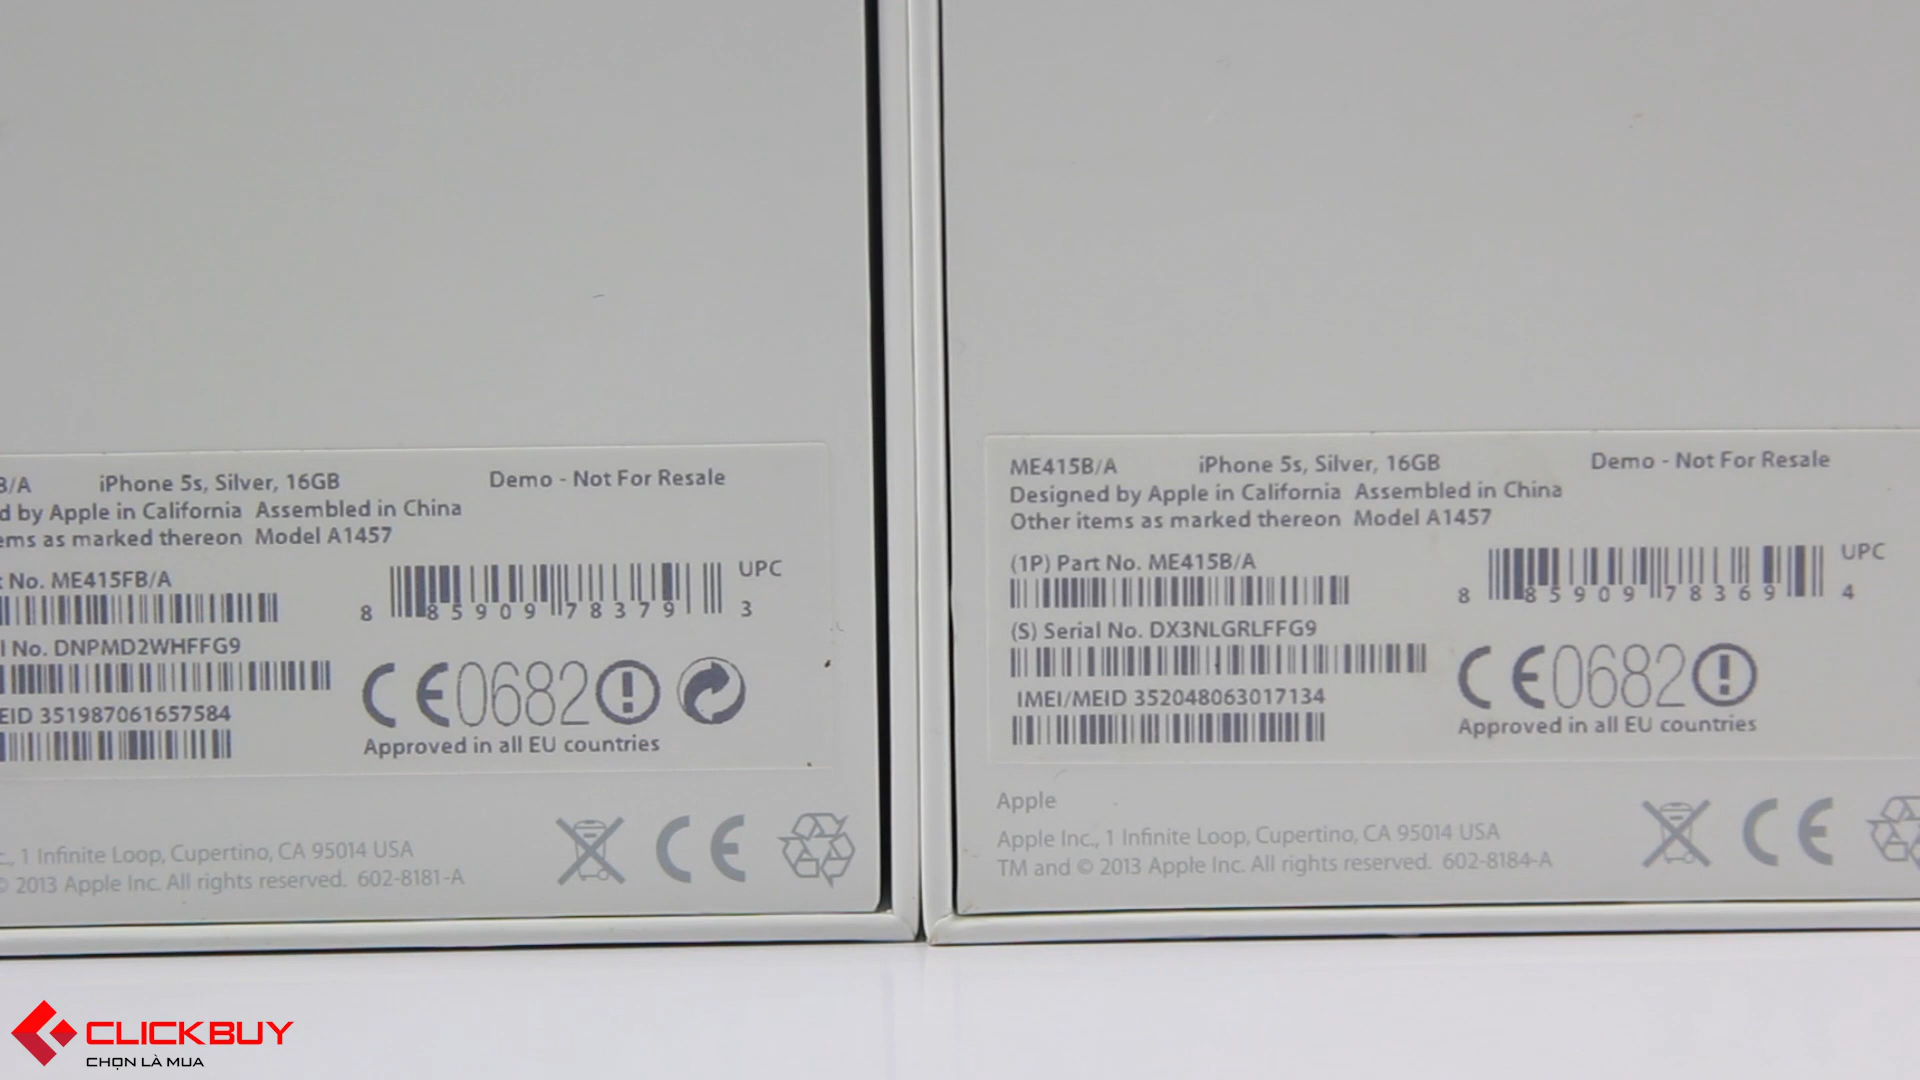 B/A iPhone 5s, Silver, 16GB Demo - Not For Resale
d by Apple in California Assembled in China
ems as marked thereon Model A1457
No. ME415FB/A
UPC
8 85909 78379 3
l No. DNPMD2WHFFG9
EID 351987061657584
CE0682
Approved in all EU countries
c., 1 Infinite Loop, Cupertino, CA 95014 USA
© 2013 Apple Inc. All rights reserved. 602-8181-A
CE
ME415B/A iPhone 5s, Silver, 16GB Demo - Not For Resale
Designed by Apple in California Assembled in China
Other items as marked thereon Model A1457
(1P) Part No. ME415B/A
UPC
8 85909 78369 4
(S) Serial No. DX3NLGRLFFG9
IMEI/MEID 352048063017134
CE0682
Approved in all EU countries
Apple
Apple Inc., 1 Infinite Loop, Cupertino, CA 95014 USA
TM and © 2013 Apple Inc. All rights reserved. 602-8184-A
CE
CLICKBUY
CHỌN LÀ MUA